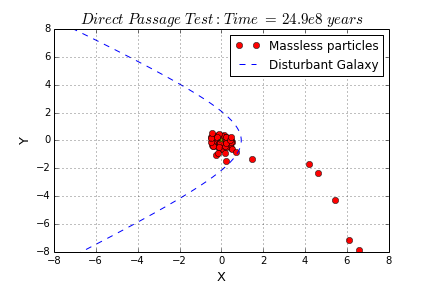 Direct Passage Test : Time = 24.9e8 years
Massless particles
Disturbant Galaxy
Y
8
6
4
2
0
−2
−4
−6
−8
−8 −6 −4 −2 0 2 4 6 8
X